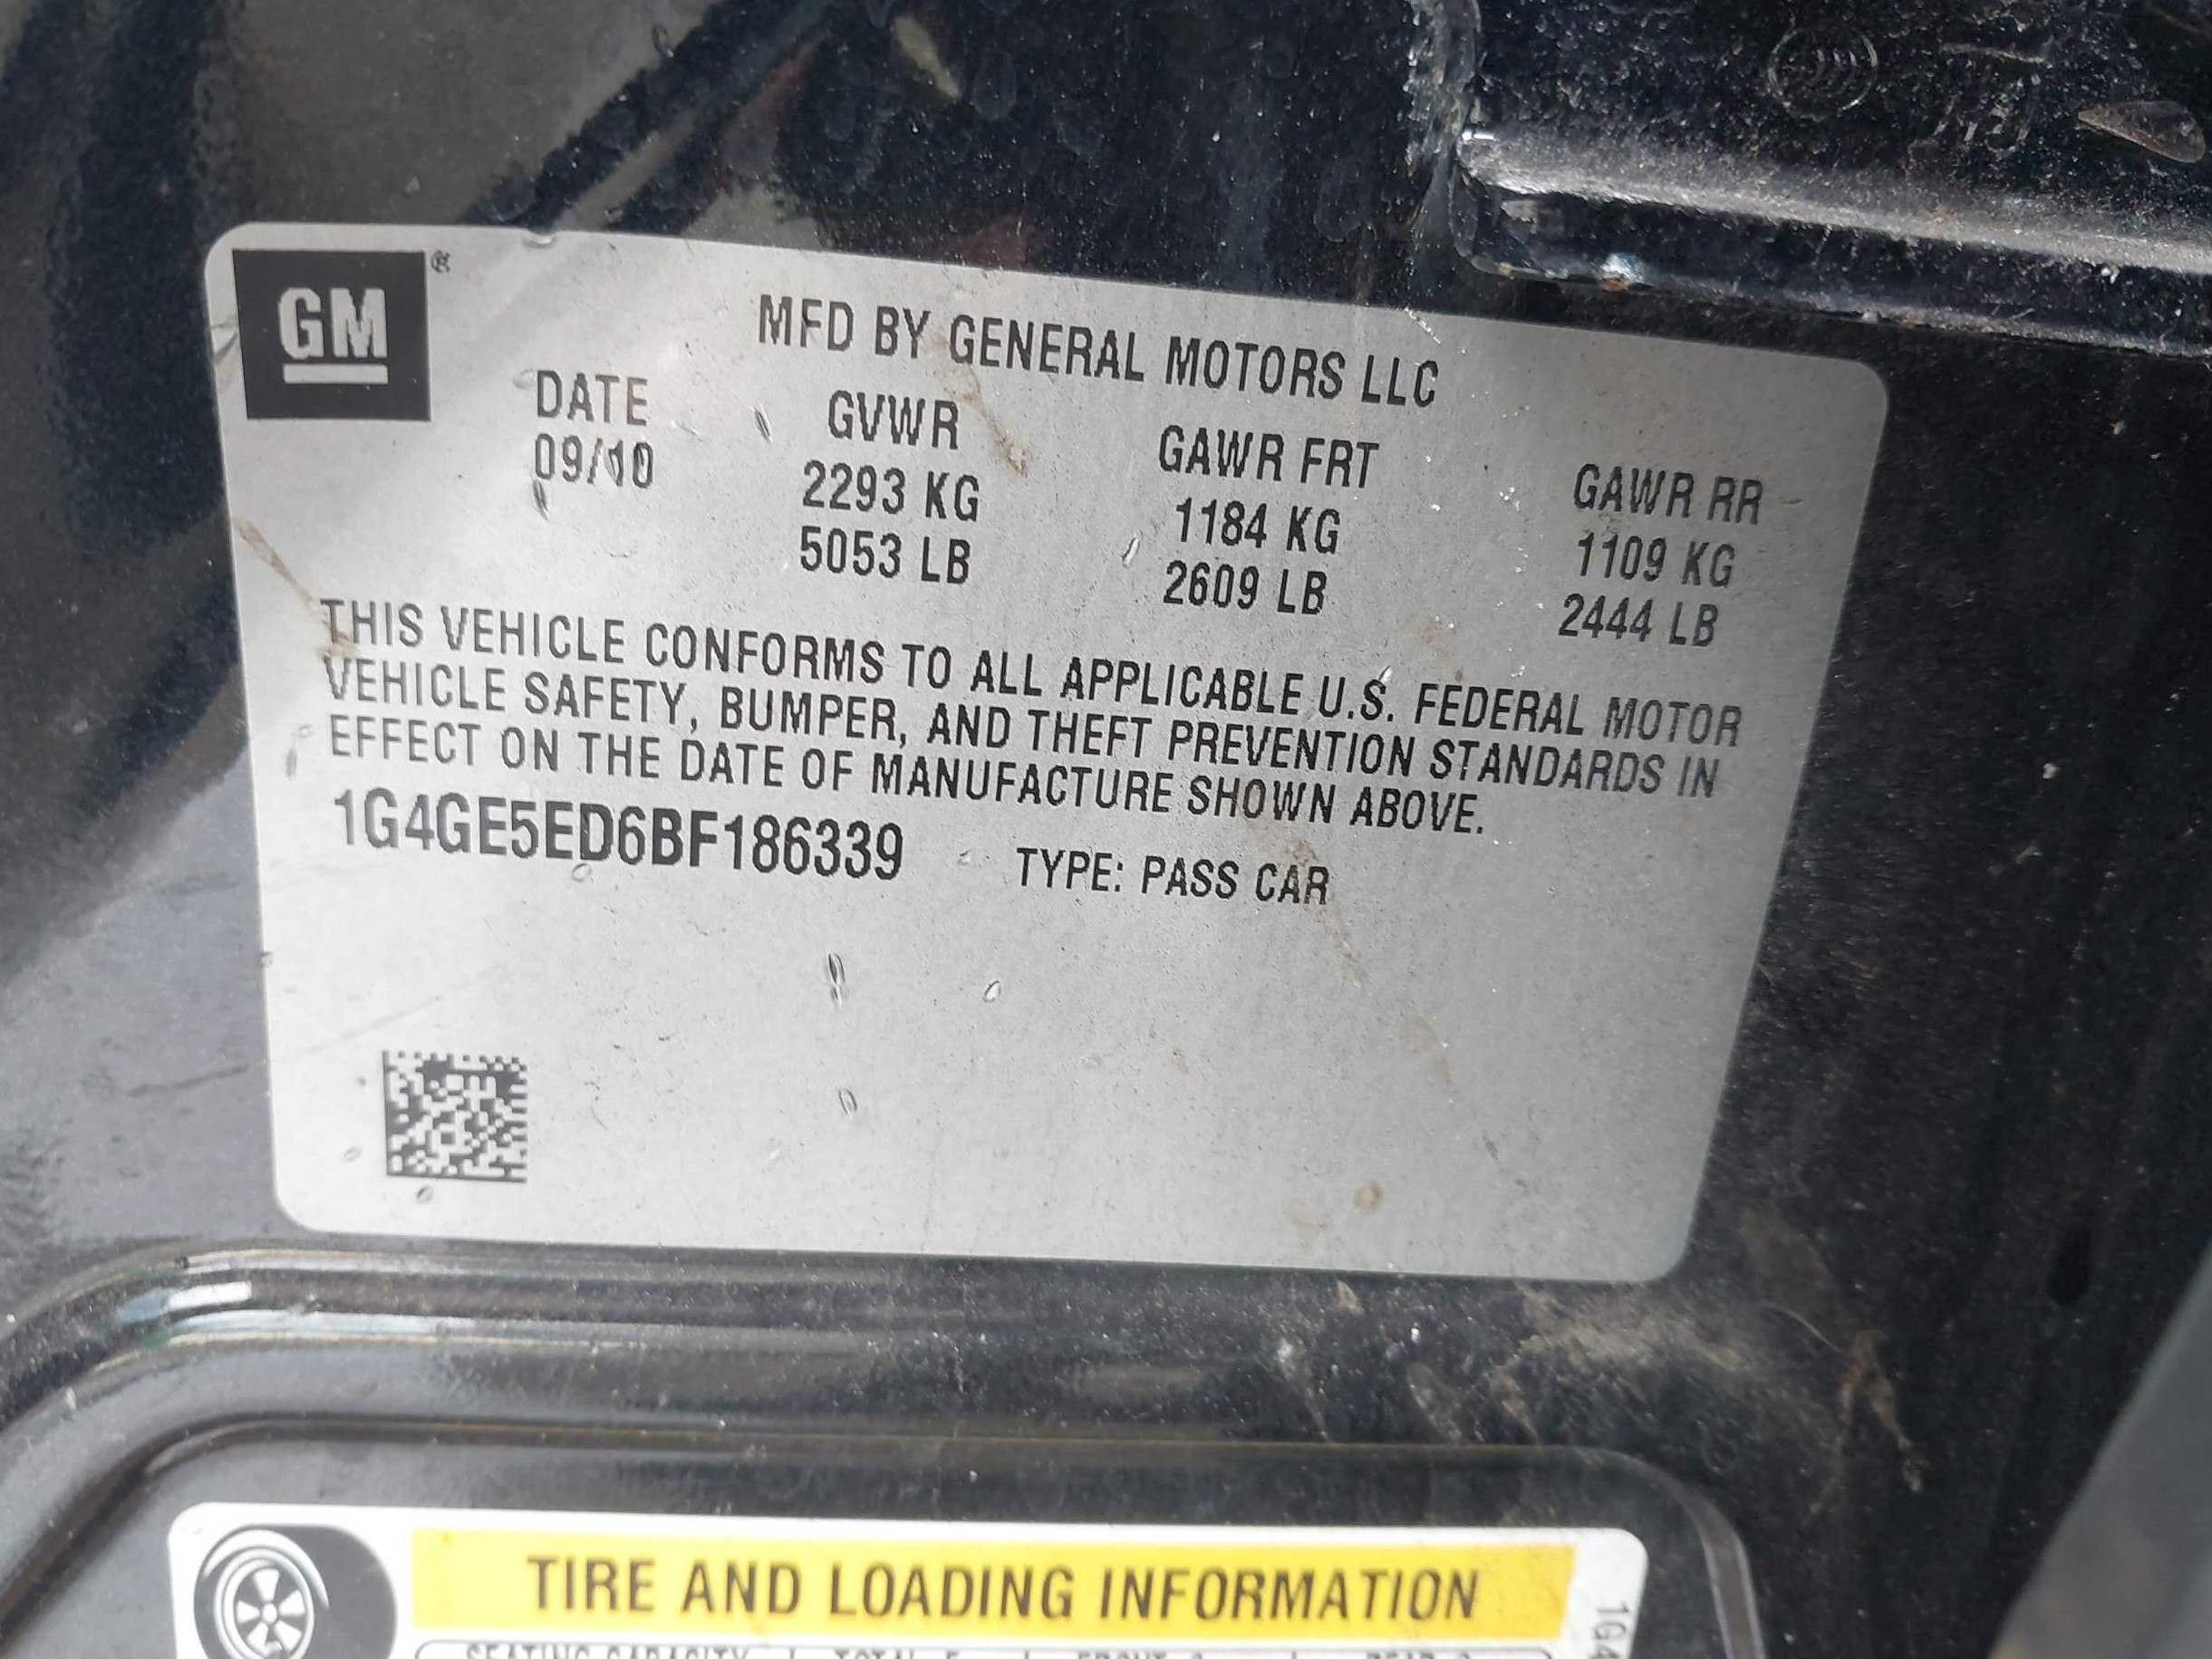 GM ®
MFD BY GENERAL MOTORS LLC
DATE GVWR GAWR FRT GAWR RR
09/10 2293 KG 1184 KG 1109 KG
5053 LB 2609 LB 2444 LB
THIS VEHICLE CONFORMS TO ALL APPLICABLE U.S. FEDERAL MOTOR
VEHICLE SAFETY, BUMPER, AND THEFT PREVENTION STANDARDS IN
EFFECT ON THE DATE OF MANUFACTURE SHOWN ABOVE.
1G4GE5ED6BF186339 TYPE: PASS CAR
TIRE AND LOADING INFORMATION
SEATING CAPACITY